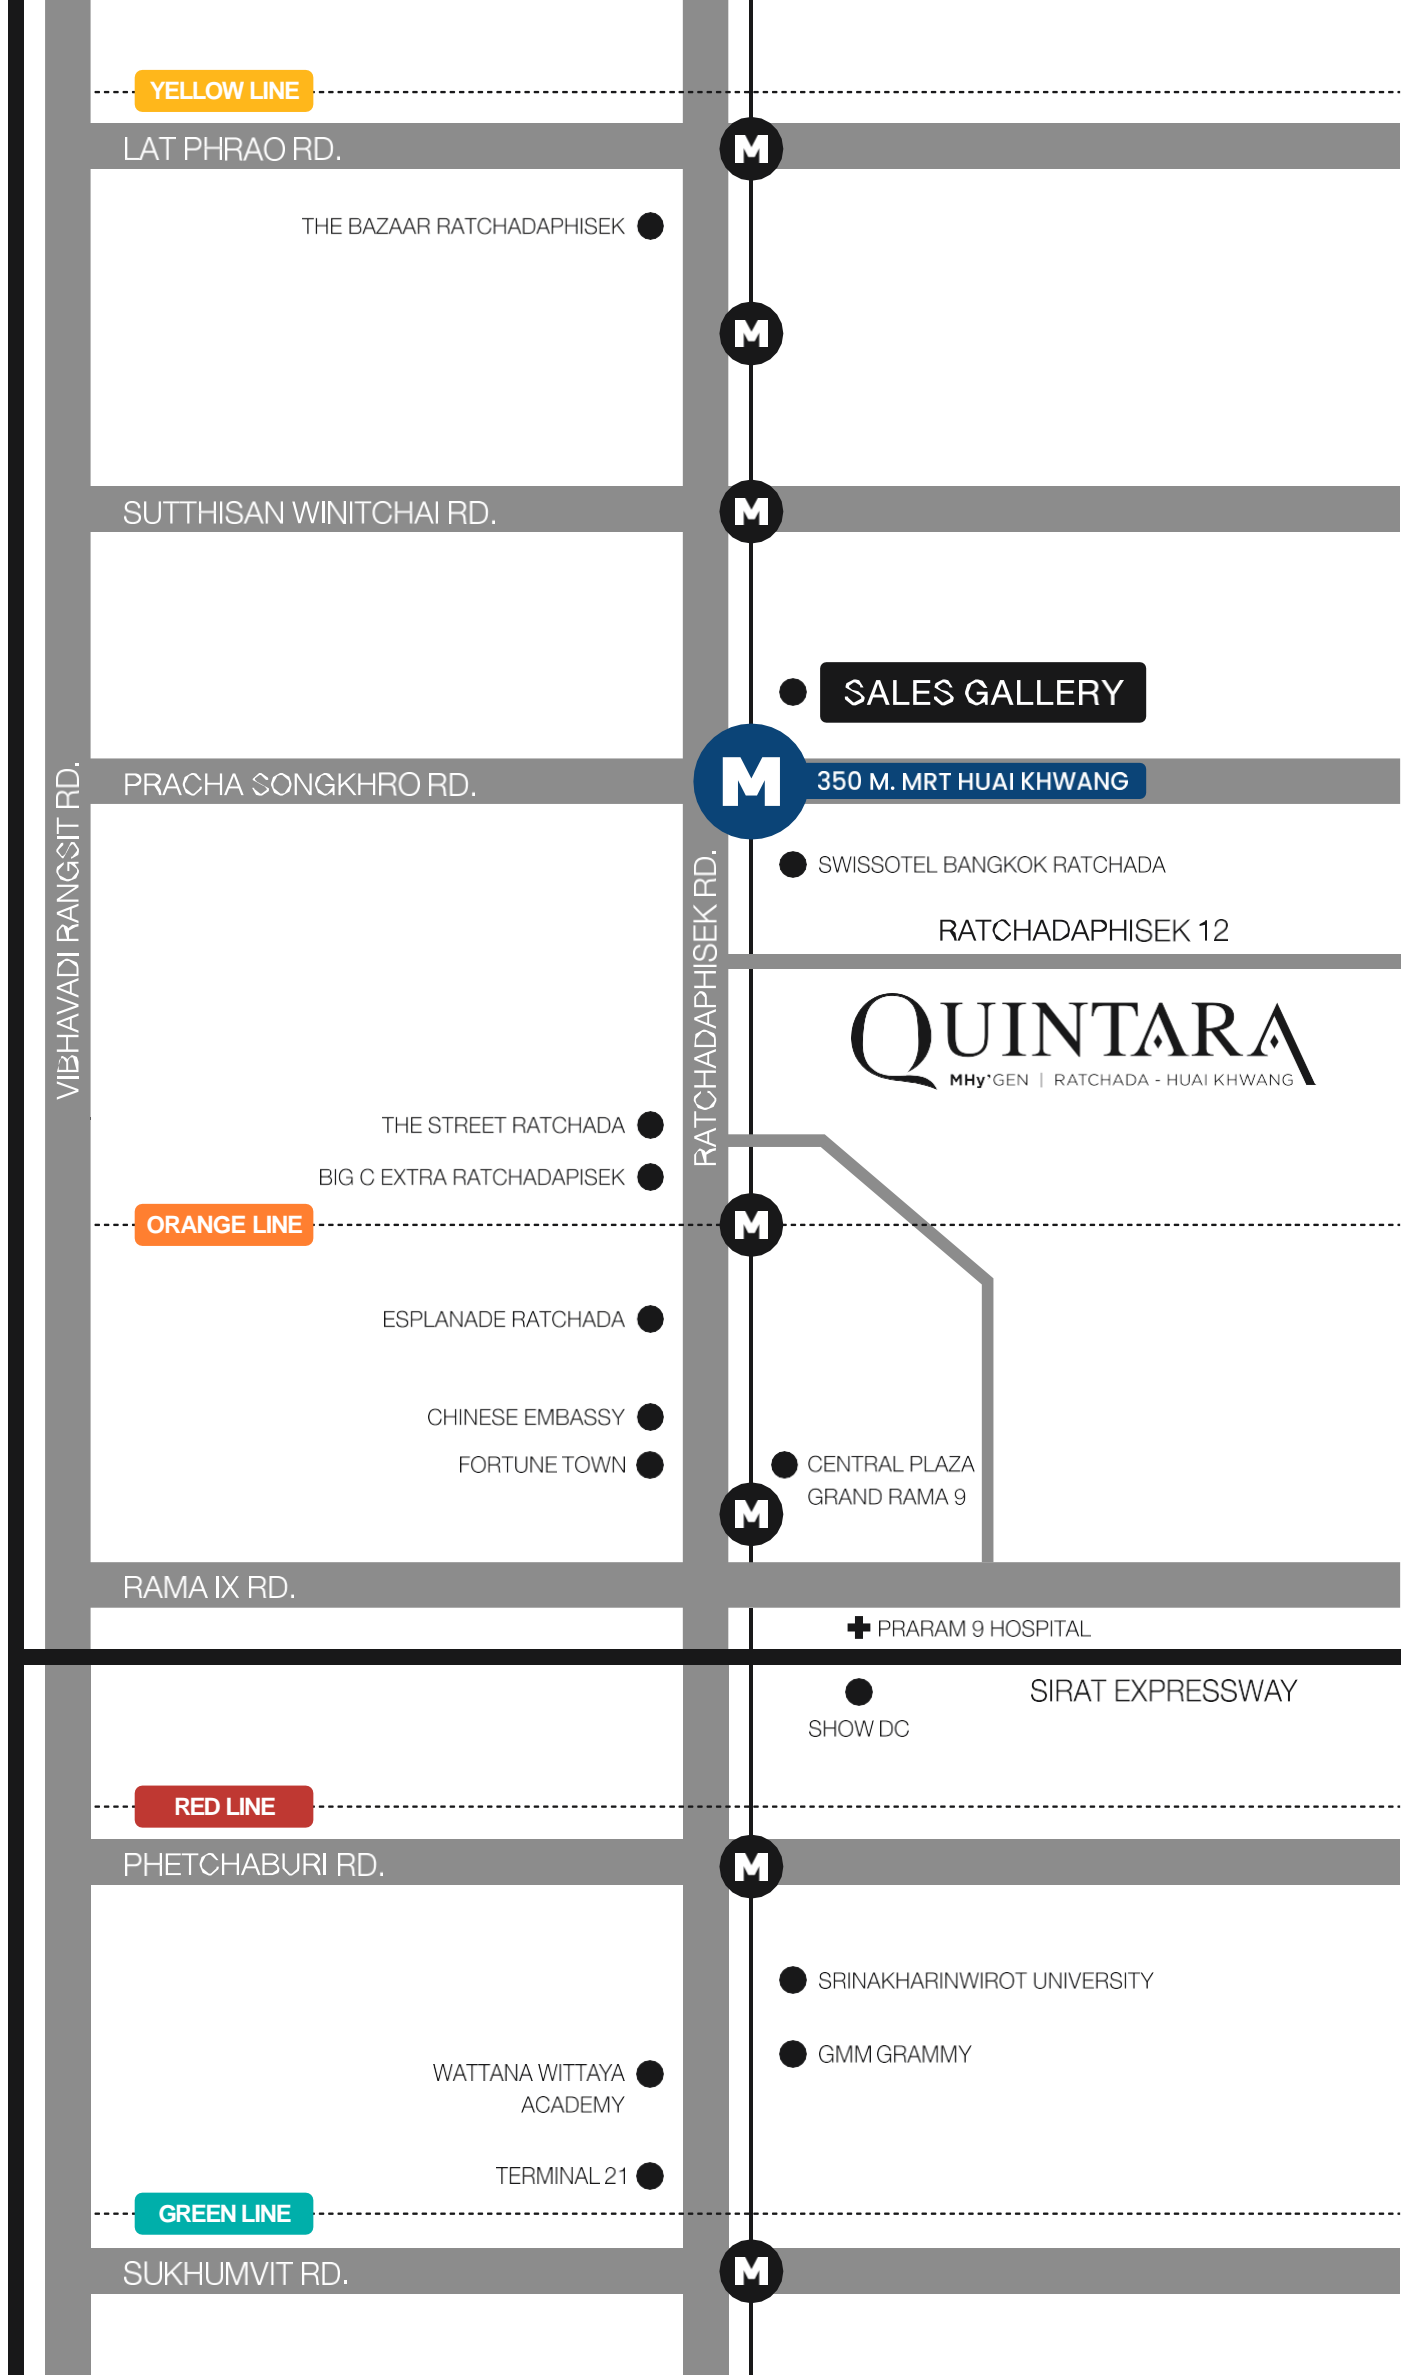 YELLOW LINE
LAT PHRAO RD.
M
THE BAZAAR RATCHADAPHISEK
M
SUTTHISAN WINITCHAI RD.
M
SALES GALLERY
VIBHAVADI RANGSIT RD.
PRACHA SONGKHRO RD.
M
350 M. MRT HUAI KHWANG
RATCHADAPHISEK RD.
SWISSOTEL BANGKOK RATCHADA
RATCHADAPHISEK 12
QUINTARA
MHy'GEN | RATCHADA - HUAI KHWANG
THE STREET RATCHADA
BIG C EXTRA RATCHADAPISEK
ORANGE LINE
M
ESPLANADE RATCHADA
CHINESE EMBASSY
FORTUNE TOWN
CENTRAL PLAZA
GRAND RAMA 9
M
RAMA IX RD.
PRARAM 9 HOSPITAL
SIRAT EXPRESSWAY
SHOW DC
RED LINE
PHETCHABURI RD.
M
SRINAKHARINWIROT UNIVERSITY
GMM GRAMMY
WATTANA WITTAYA
ACADEMY
TERMINAL 21
GREEN LINE
SUKHUMVIT RD.
M